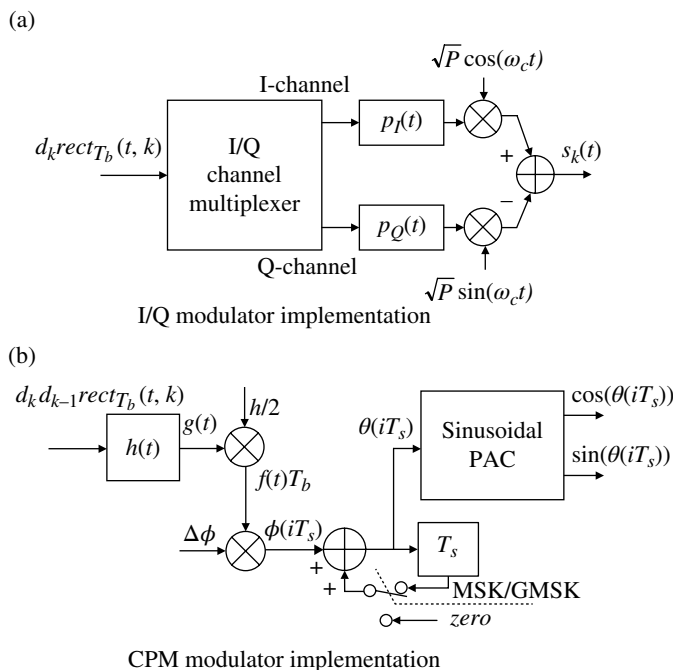 (a)
√P cos(ω_c t)
I-channel
p_I(t)
d_k rect_{T_b}(t, k)
I/Q
channel
multiplexer
+
s_k(t)
−
p_Q(t)
Q-channel
√P sin(ω_c t)
I/Q modulator implementation
(b)
d_k d_{k–1} rect_{T_b}(t, k)
h/2
cos(θ(iT_s))
g(t)
h(t)
θ(iT_s)
Sinusoidal
PAC
sin(θ(iT_s))
f(t)T_b
Δϕ
ϕ(iT_s)
T_s
+
+
MSK/GMSK
zero
CPM modulator implementation